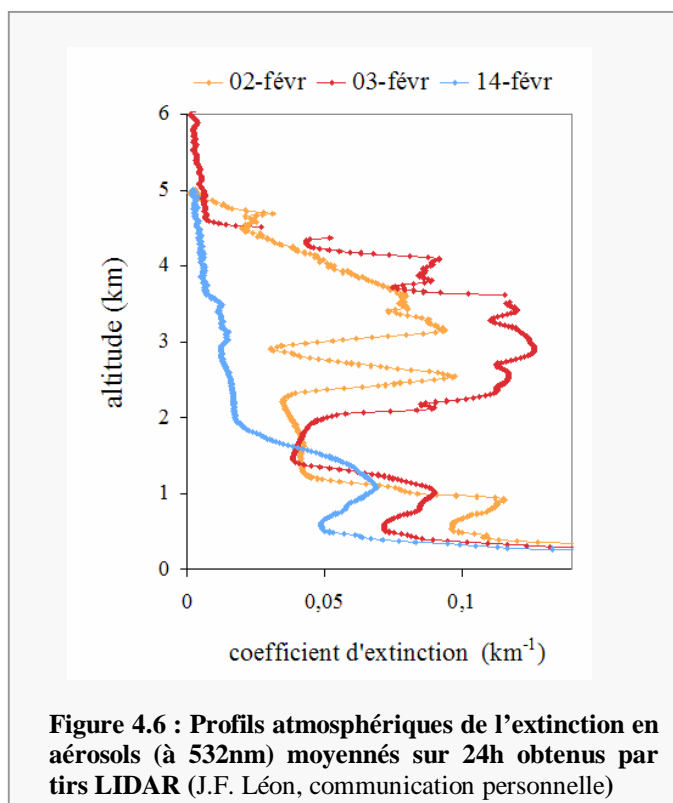 02-févr 03-févr 14-févr
6
5
4
3
2
1
0
altitude (km)
0 0,05 0,1
coefficient d'extinction (km-1)
Figure 4.6 : Profils atmosphériques de l’extinction en
aérosols (à 532nm) moyennés sur 24h obtenus par
tirs LIDAR (J.F. Léon, communication personnelle)